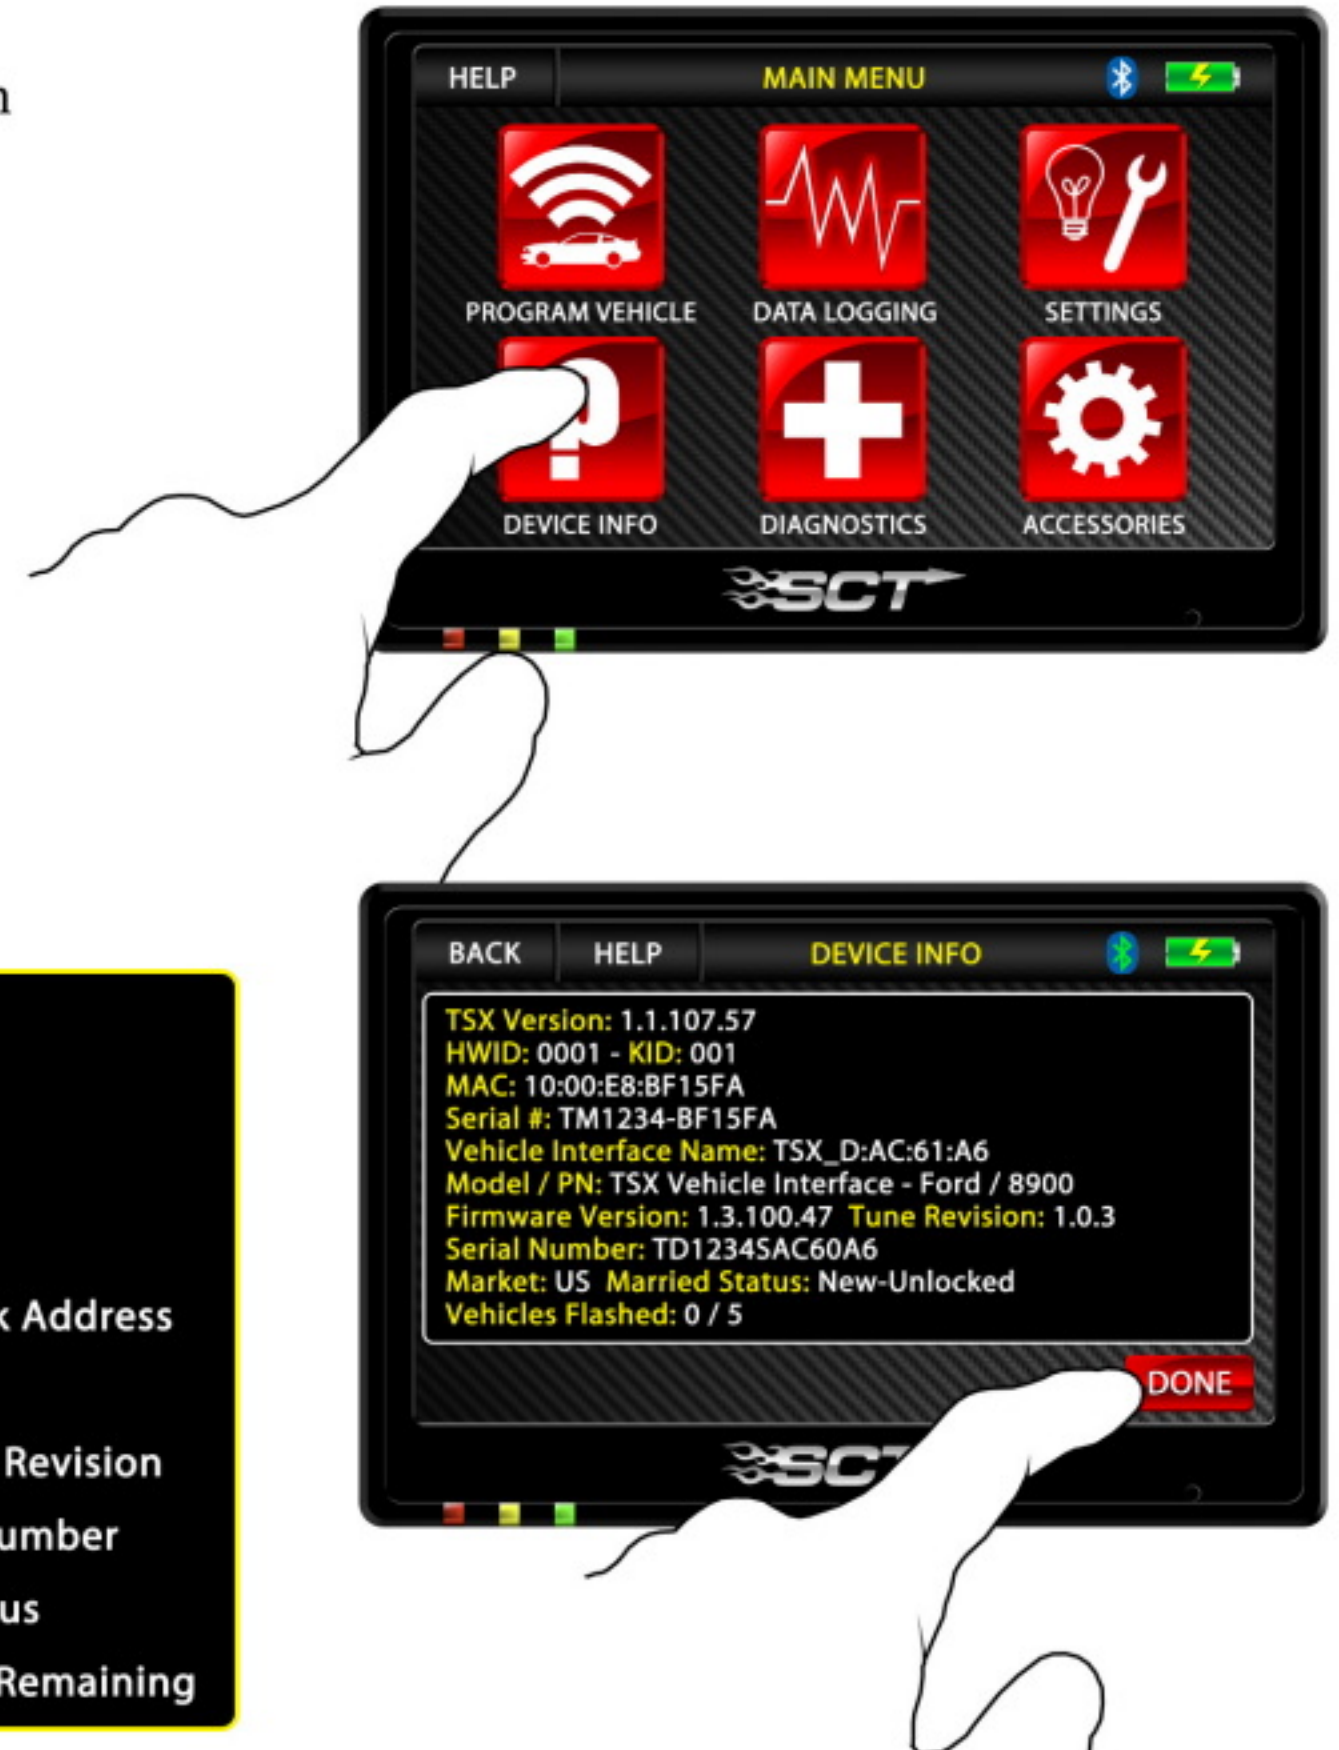 HELP MAIN MENU
PROGRAM VEHICLE DATA LOGGING SETTINGS
DEVICE INFO DIAGNOSTICS ACCESSORIES
SCT
BACK HELP DEVICE INFO
TSX Version: 1.1.107.57
HWID: 0001 - KID: 001
MAC: 10:00:E8:BF15FA
Serial #: TM1234-BF15FA
Vehicle Interface Name: TSX_D:AC:61:A6
Model / PN: TSX Vehicle Interface - Ford / 8900
Firmware Version: 1.3.100.47 Tune Revision: 1.0.3
Serial Number: TD1234SAC60A6
Market: US Married Status: New-Unlocked
Vehicles Flashed: 0 / 5
DONE
SCT
Address
Revision
Remaining